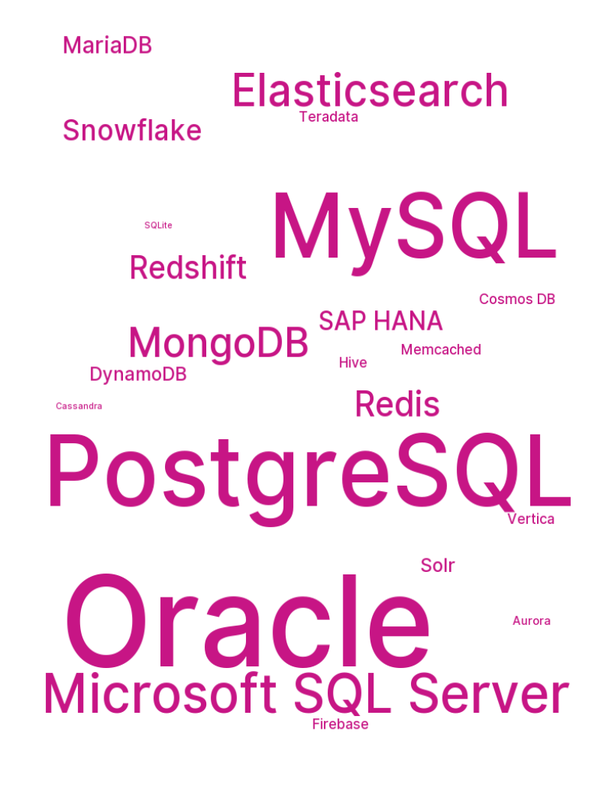 MariaDB
Elasticsearch
Teradata
Snowflake
MySQL
SQLite
Redshift
Cosmos DB
SAP HANA
MongoDB
Memcached
Hive
DynamoDB
Redis
Cassandra
PostgreSQL
Vertica
Solr
Oracle
Aurora
Microsoft SQL Server
Firebase